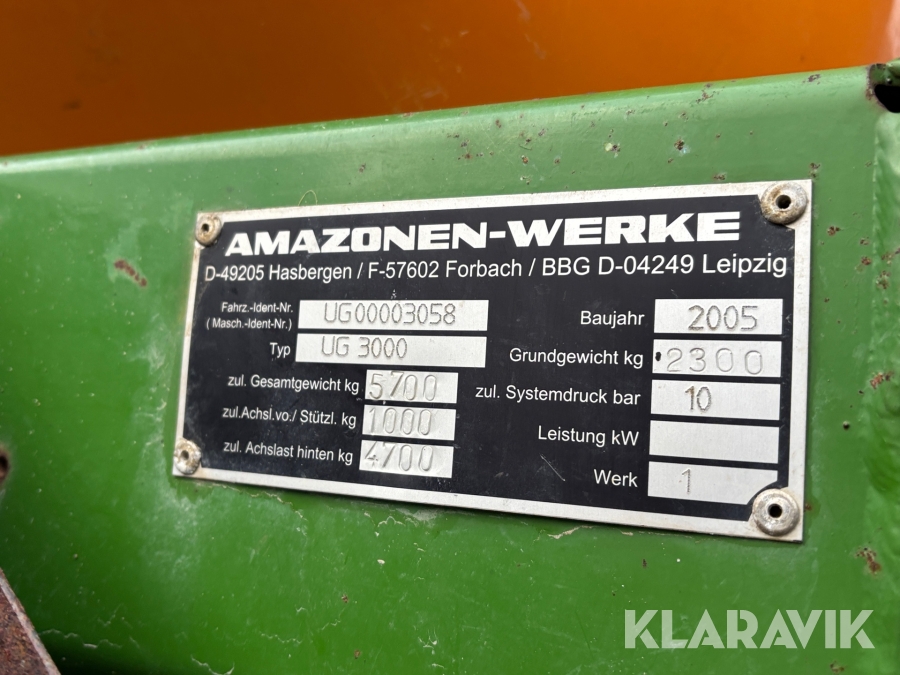 AMAZONEN-WERKE
D-49205 Hasbergen / F-57602 Forbach / BBG D-04249 Leipzig
Fahrz.-Ident-Nr. UG00003058
( Masch.-Ident-Nr.)
Typ UG 3000
zul. Gesamtgewicht kg 5700
zul.Achsl.vo./ Stützl. kg 1000
zul. Achslast hinten kg 4700
Baujahr 2005
Grundgewicht kg 2300
zul. Systemdruck bar 10
Leistung kW
Werk 1
KLARAVIK